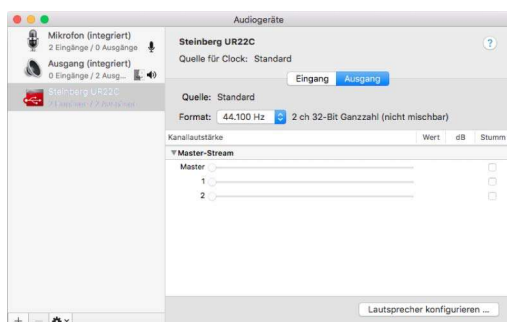 Audiogeräte
Mikrofon (integriert)
2 Eingänge / 0 Ausgänge
Ausgang (integriert)
0 Eingänge / 2 Ausg...
Steinberg UR22C
Steinberg UR22C
Quelle für Clock: Standard
?
Eingang Ausgang
Quelle: Standard
Format: 44.100 Hz 2 ch 32-Bit Ganzzahl (nicht mischbar)
Kanallautstärke Wert dB Stumm
Master-Stream
Master
1
2
Lautsprecher konfigurieren ...